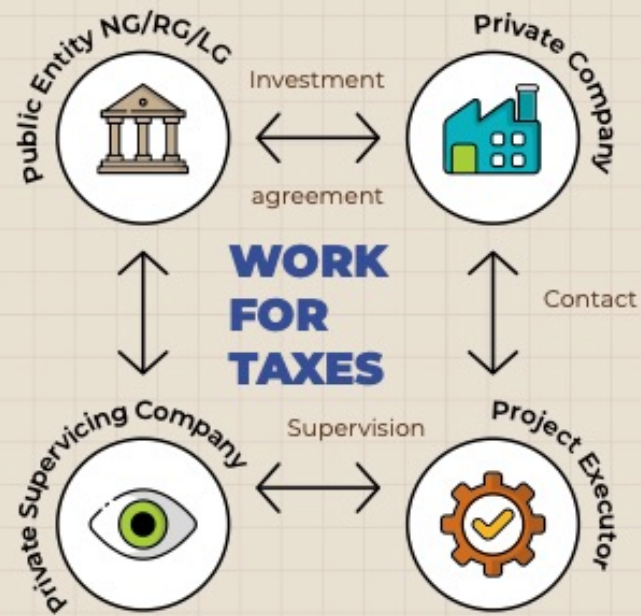 Public Entity NG/RG/LG
Investment
agreement
Private Company
WORK
FOR
TAXES
Contact
Private Supervicing Company
Supervision
Project Executor